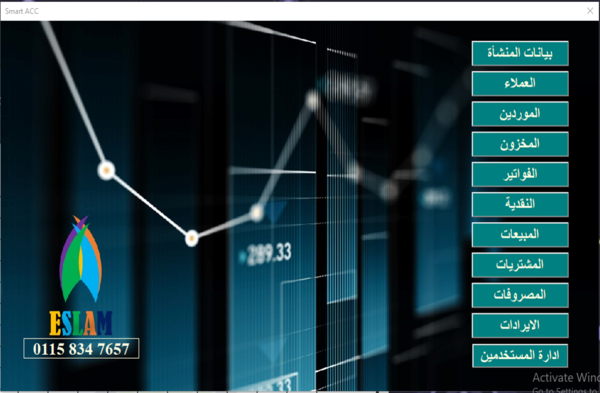 Smart ACC
بيانات المنشأة
العملاء
الموردين
المخزون
الفواتير
النقدية
المبيعات
المشتريات
المصروفات
الايرادات
ادارة المستخدمين
289.33
ESLAM
0115 834 7657
Activate Wind
Go to Settings to